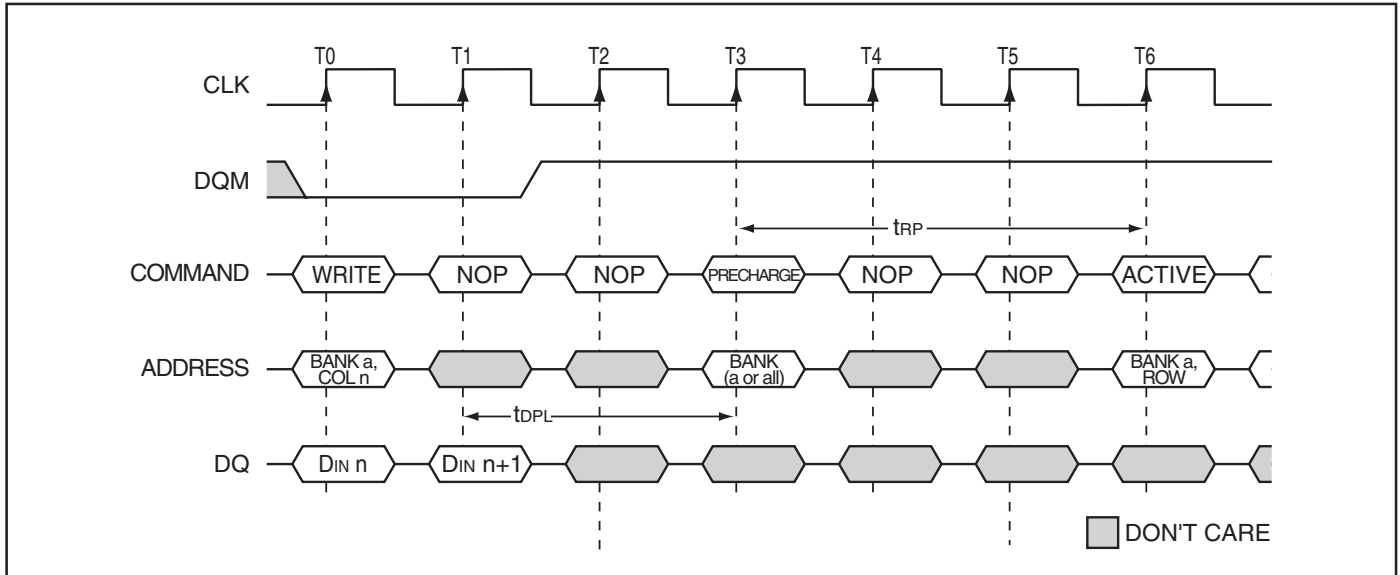 T0 T1 T2 T3 T4 T5 T6
CLK
DQM
tRP
COMMAND WRITE NOP NOP PRECHARGE NOP NOP ACTIVE
ADDRESS BANK a, COL n BANK (a or all) BANK a, ROW
tDPL
DQ DIN n DIN n+1
DON'T CARE